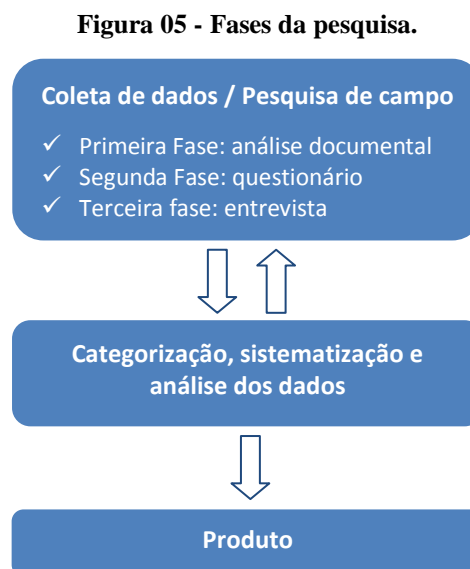 Figura 05 - Fases da pesquisa.
Coleta de dados / Pesquisa de campo
✓ Primeira Fase: análise documental
✓ Segunda Fase: questionário
✓ Terceira fase: entrevista
Categorização, sistematização e
análise dos dados
Produto